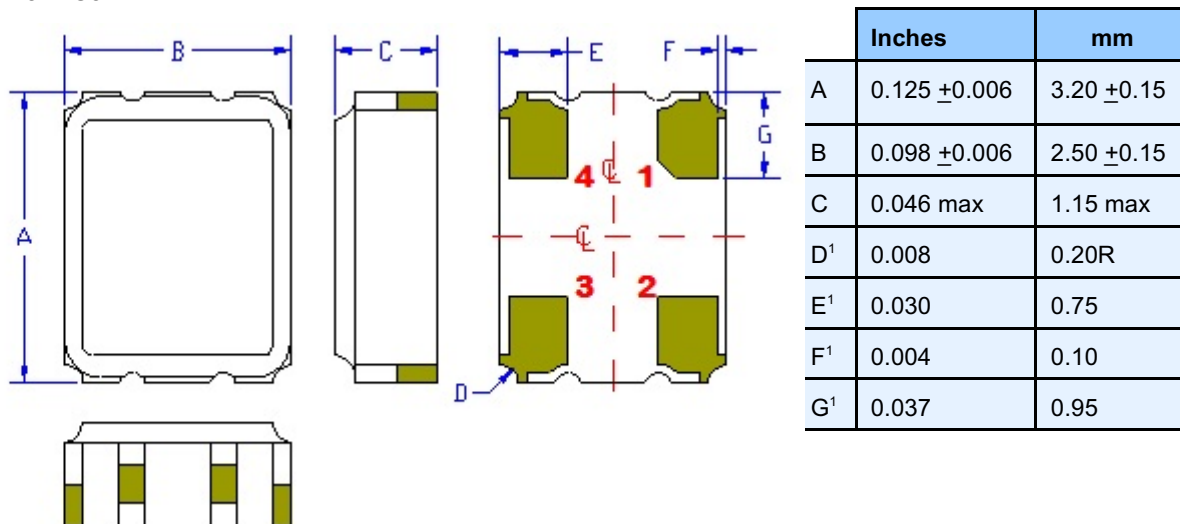 Inches mm
A 0.125 ±0.006 3.20 ±0.15
B 0.098 ±0.006 2.50 ±0.15
C 0.046 max 1.15 max
D¹ 0.008 0.20R
E¹ 0.030 0.75
F¹ 0.004 0.10
G¹ 0.037 0.95
B
C
E
F
A
G
4 ℄ 1
℄
3 2
D